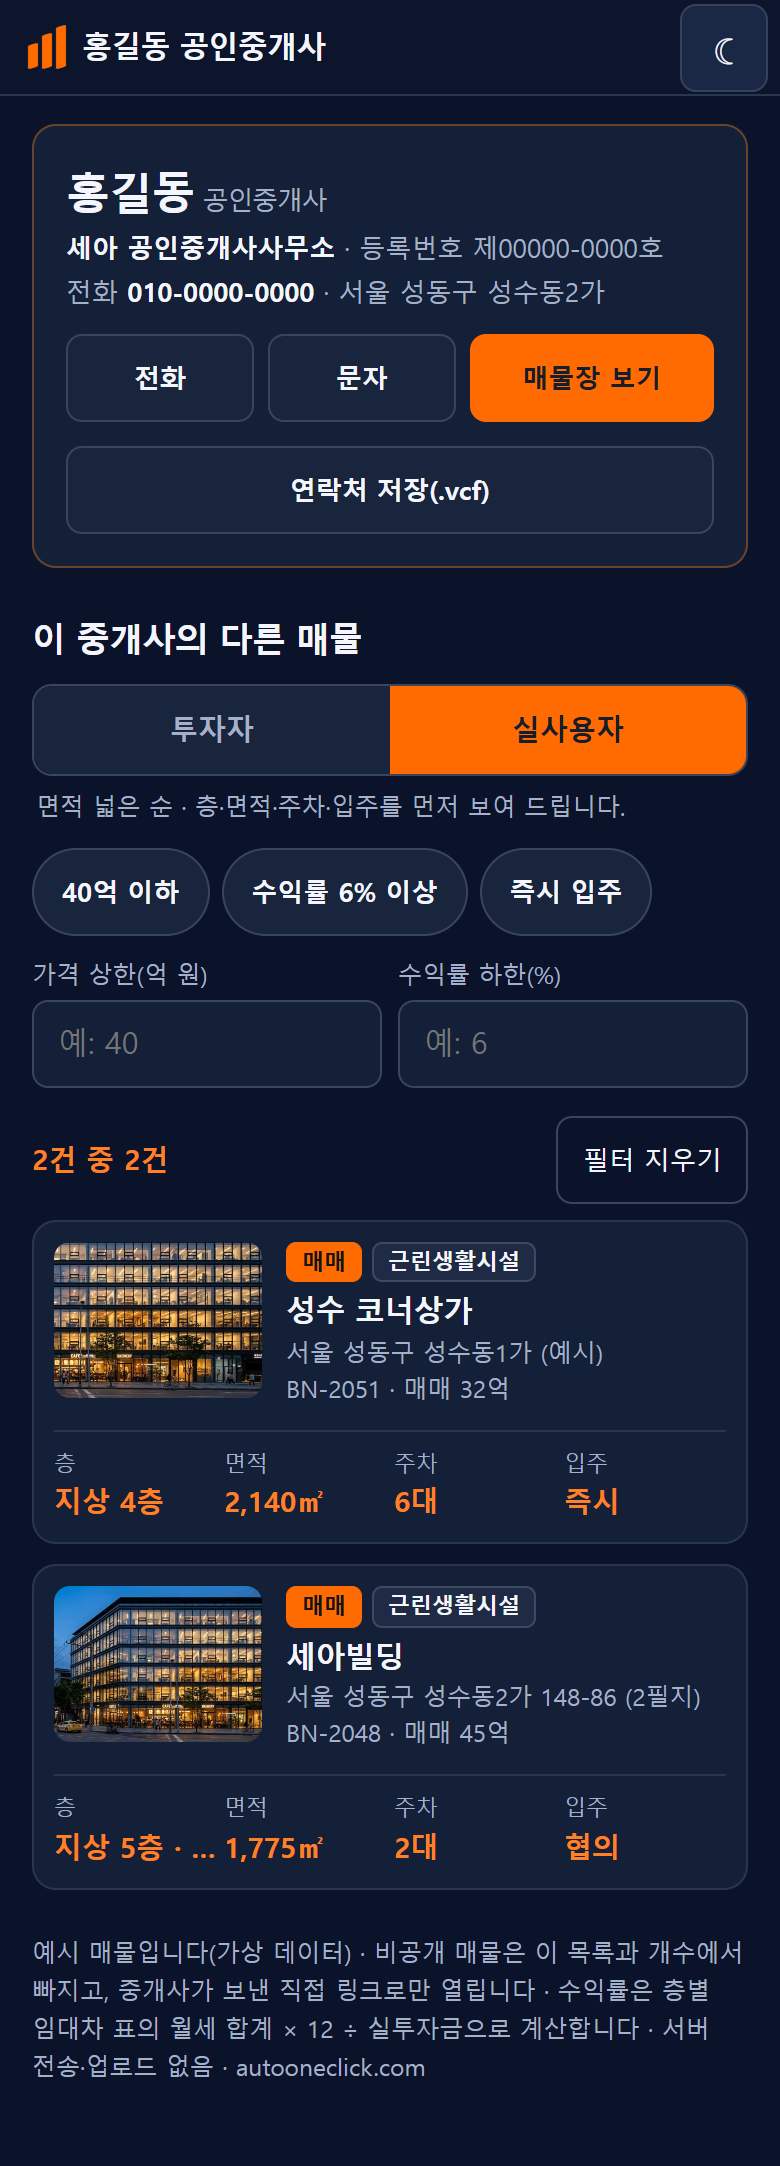 홍길동 공인중개사
홍길동 공인중개사
세아 공인중개사사무소 · 등록번호 제00000-0000호
전화 010-0000-0000 · 서울 성동구 성수동2가
전화
문자
매물장 보기
연락처 저장(.vcf)
이 중개사의 다른 매물
투자자
실사용자
면적 넓은 순 · 층·면적·주차·입주를 먼저 보여 드립니다.
40억 이하
수익률 6% 이상
즉시 입주
가격 상한(억 원)
수익률 하한(%)
예: 40
예: 6
2건 중 2건
필터 지우기
매매 근린생활시설
성수 코너상가
서울 성동구 성수동1가 (예시)
BN-2051 · 매매 32억
층 면적 주차 입주
지상 4층 2,140㎡ 6대 즉시
매매 근린생활시설
세아빌딩
서울 성동구 성수동2가 148-86 (2필지)
BN-2048 · 매매 45억
층 면적 주차 입주
지상 5층 · ... 1,775㎡ 2대 협의
예시 매물입니다(가상 데이터) · 비공개 매물은 이 목록과 개수에서
빠지고, 중개사가 보낸 직접 링크로만 열립니다 · 수익률은 층별
임대차 표의 월세 합계 × 12 ÷ 실투자금으로 계산합니다 · 서버
전송·업로드 없음 · autooneclick.com